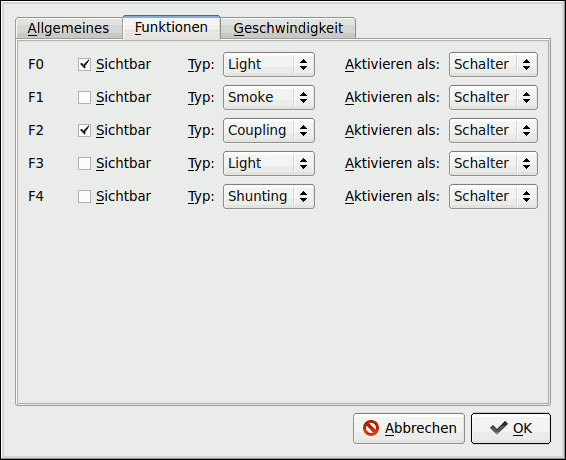 Allgemeines Funktionen Geschwindigkeit
F0 Sichtbar Typ: Light Aktivieren als: Schalter
F1 Sichtbar Typ: Smoke Aktivieren als: Schalter
F2 Sichtbar Typ: Coupling Aktivieren als: Schalter
F3 Sichtbar Typ: Light Aktivieren als: Schalter
F4 Sichtbar Typ: Shunting Aktivieren als: Schalter
Abbrechen OK